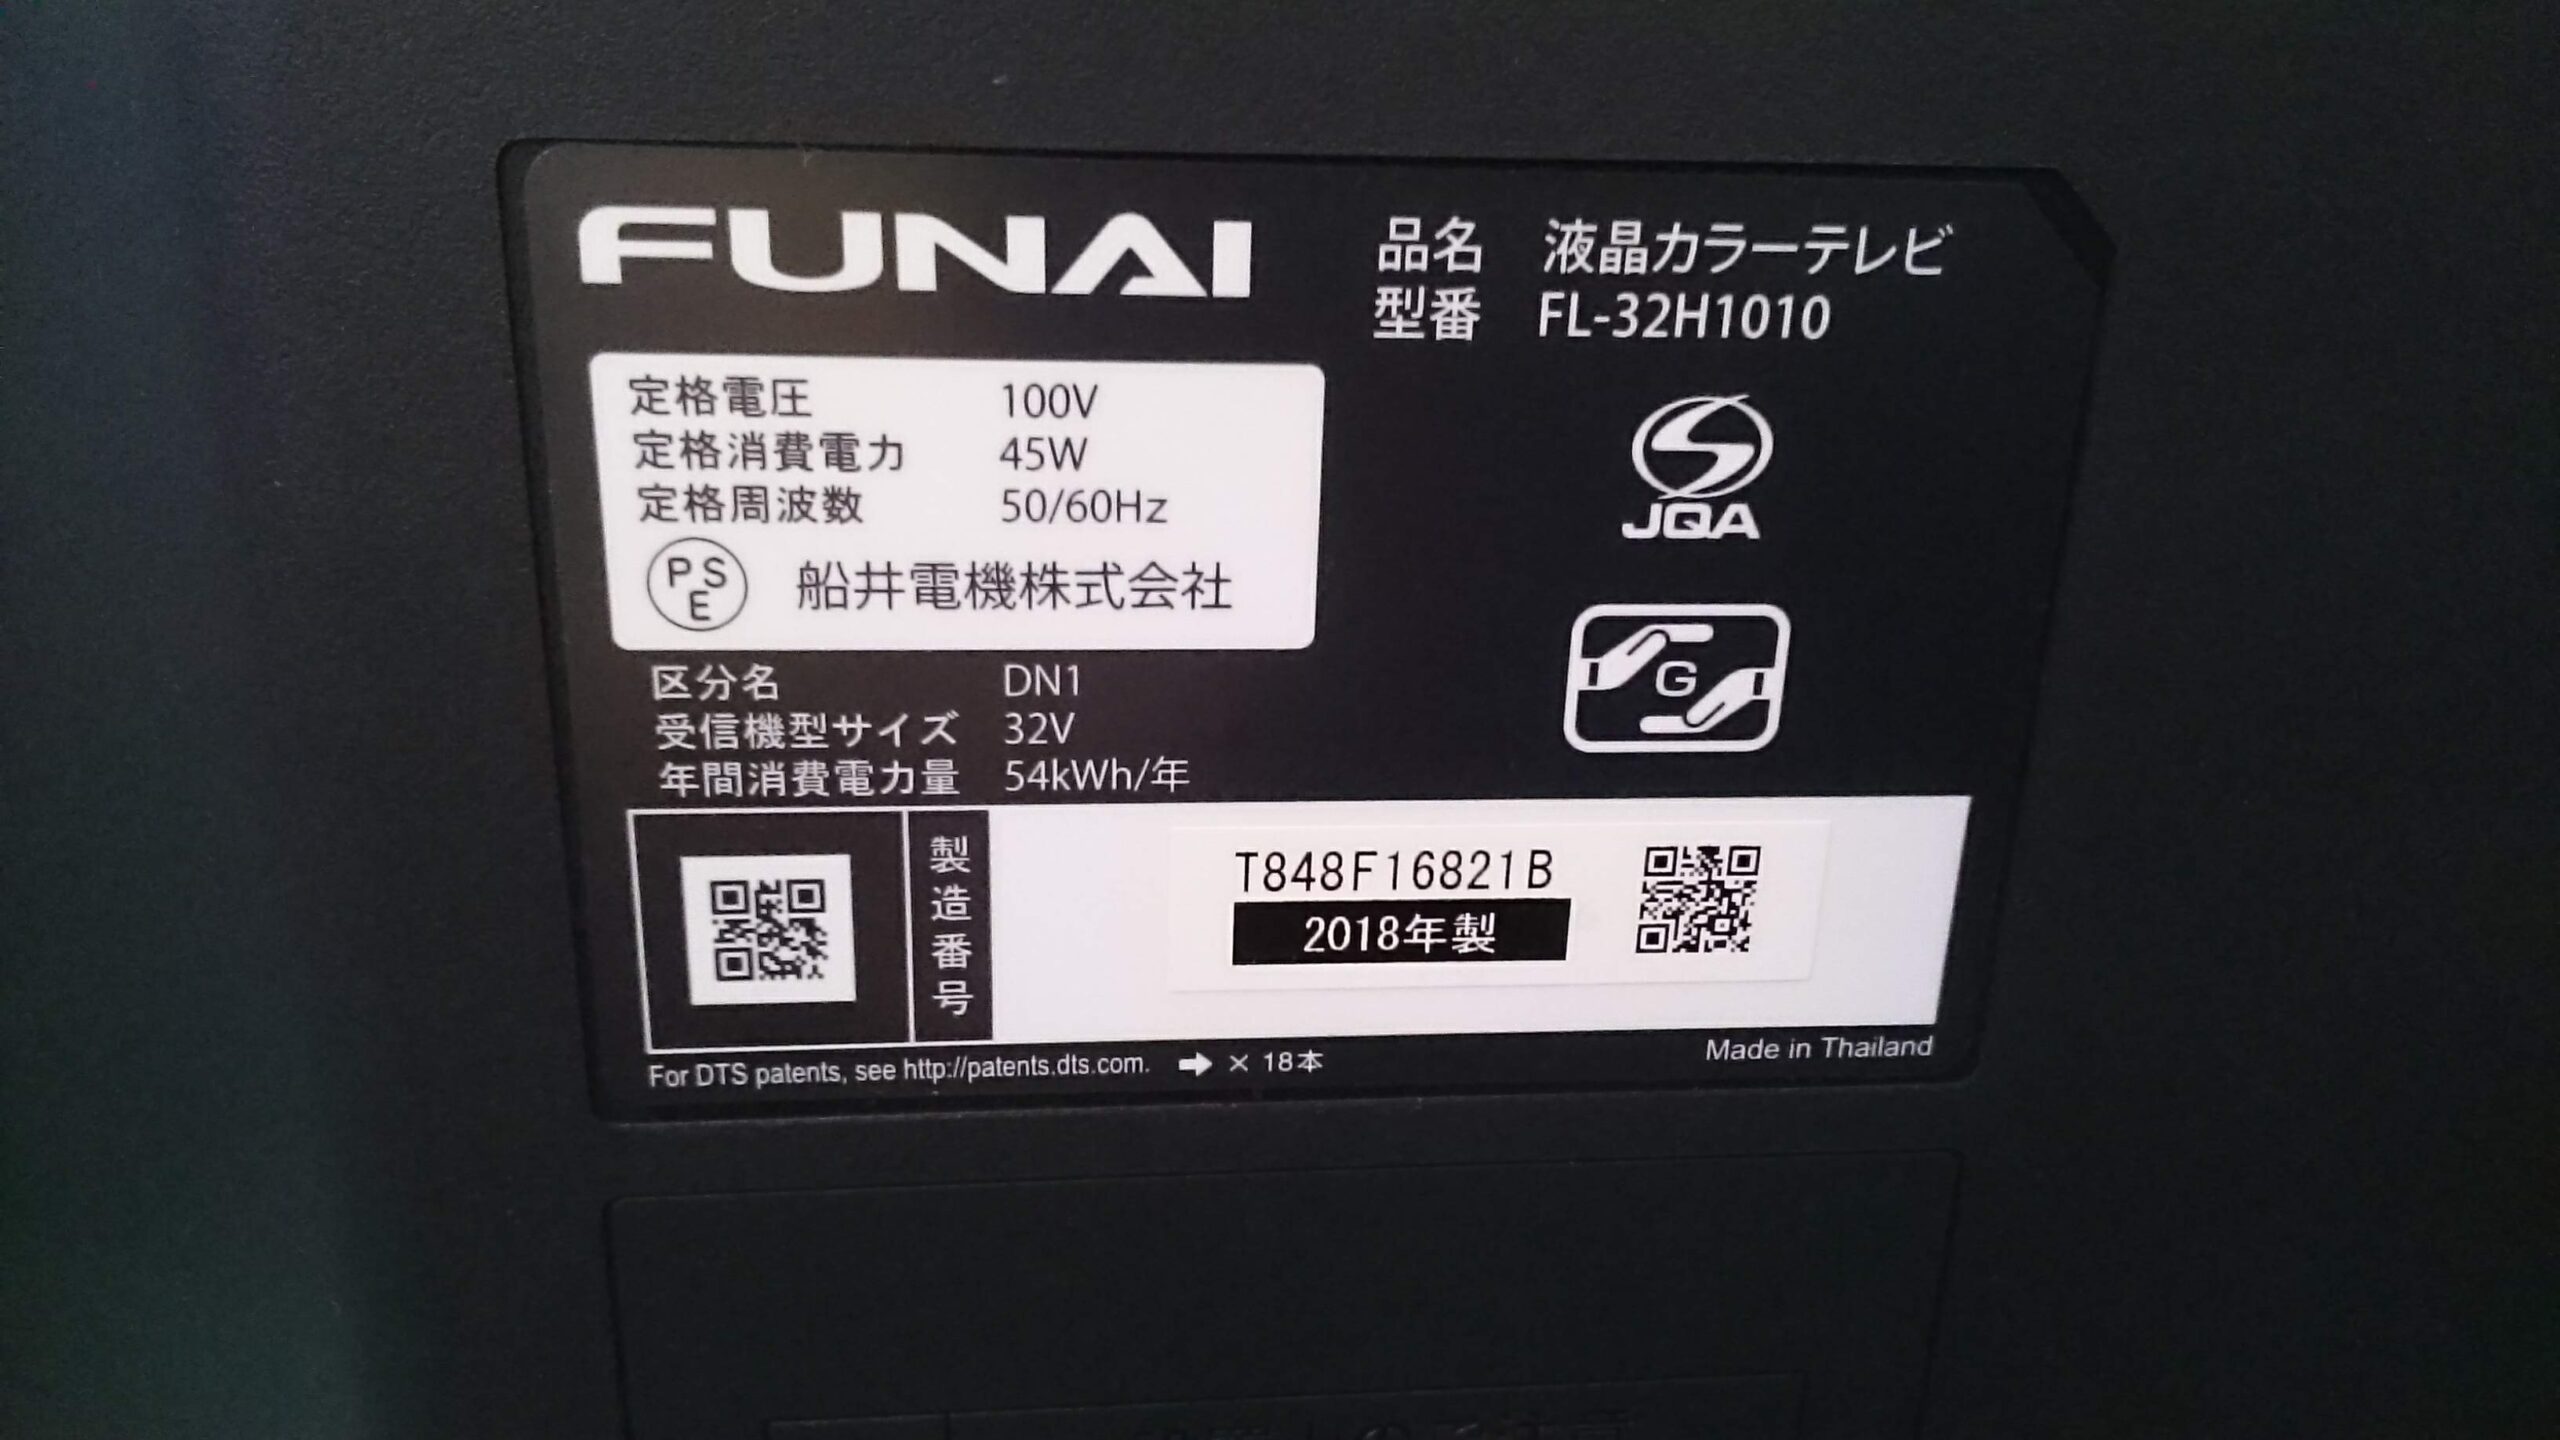 FUNAI
品名 液晶カラーテレビ
型番 FL-32H1010
定格電圧 100V
定格消費電力 45W
定格周波数 50/60Hz
PSE 船井電機株式会社
JQA
G
区分名 DN1
受信機型サイズ 32V
年間消費電力量 54kWh/年
製造番号
T848F16821B
2018年製
For DTS patents, see http://patents.dts.com. ➡ × 18本
Made in Thailand